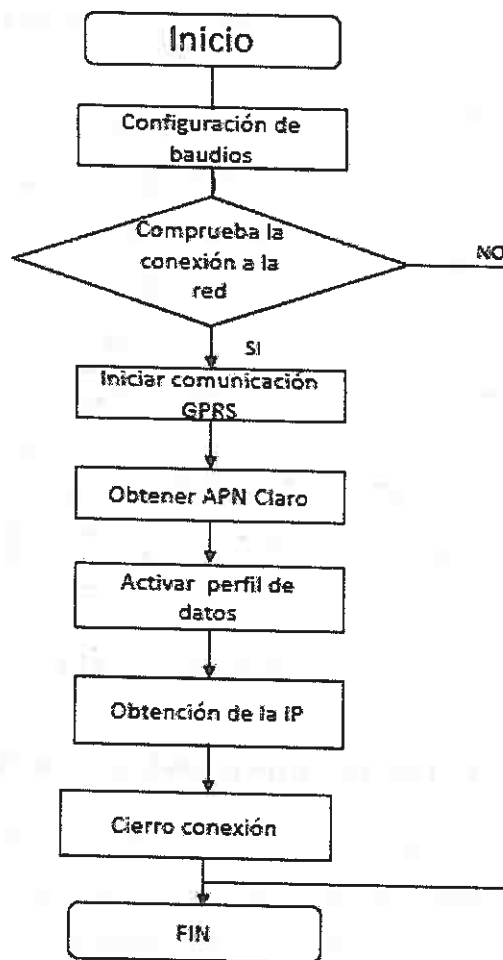 Inicio
Configuración de
baudios
Comprueba la
conexión a la
red
NO
SI
Iniciar comunicación
GPRS
Obtener APN Claro
Activar perfil de
datos
Obtención de la IP
Cierro conexión
FIN